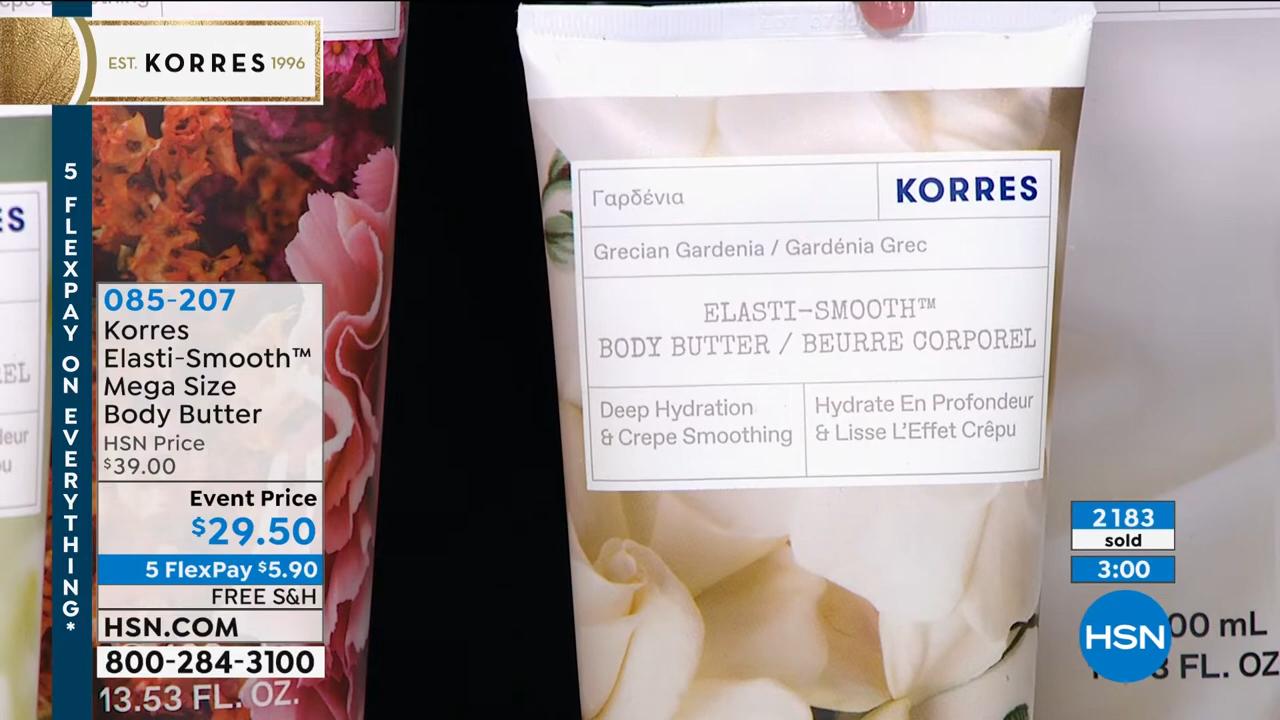 EST. KORRES 1996
5 FLEXPAY ON EVERYTHING*
085-207
Korres
Elasti-Smooth™
Mega Size
Body Butter
HSN Price
$39.00
Event Price
$29.50
5 FlexPay $5.90
FREE S&H
HSN.COM
800-284-3100
13.53 FL. OZ.
Γαρδένια
KORRES
Grecian Gardenia / Gardénia Grec
ELASTI-SMOOTH™
BODY BUTTER / BEURRE CORPOREL
Deep Hydration
& Crepe Smoothing
Hydrate En Profondeur
& Lisse L'Effet Crêpu
2183
sold
3:00
HSN
00 mL
FL. OZ